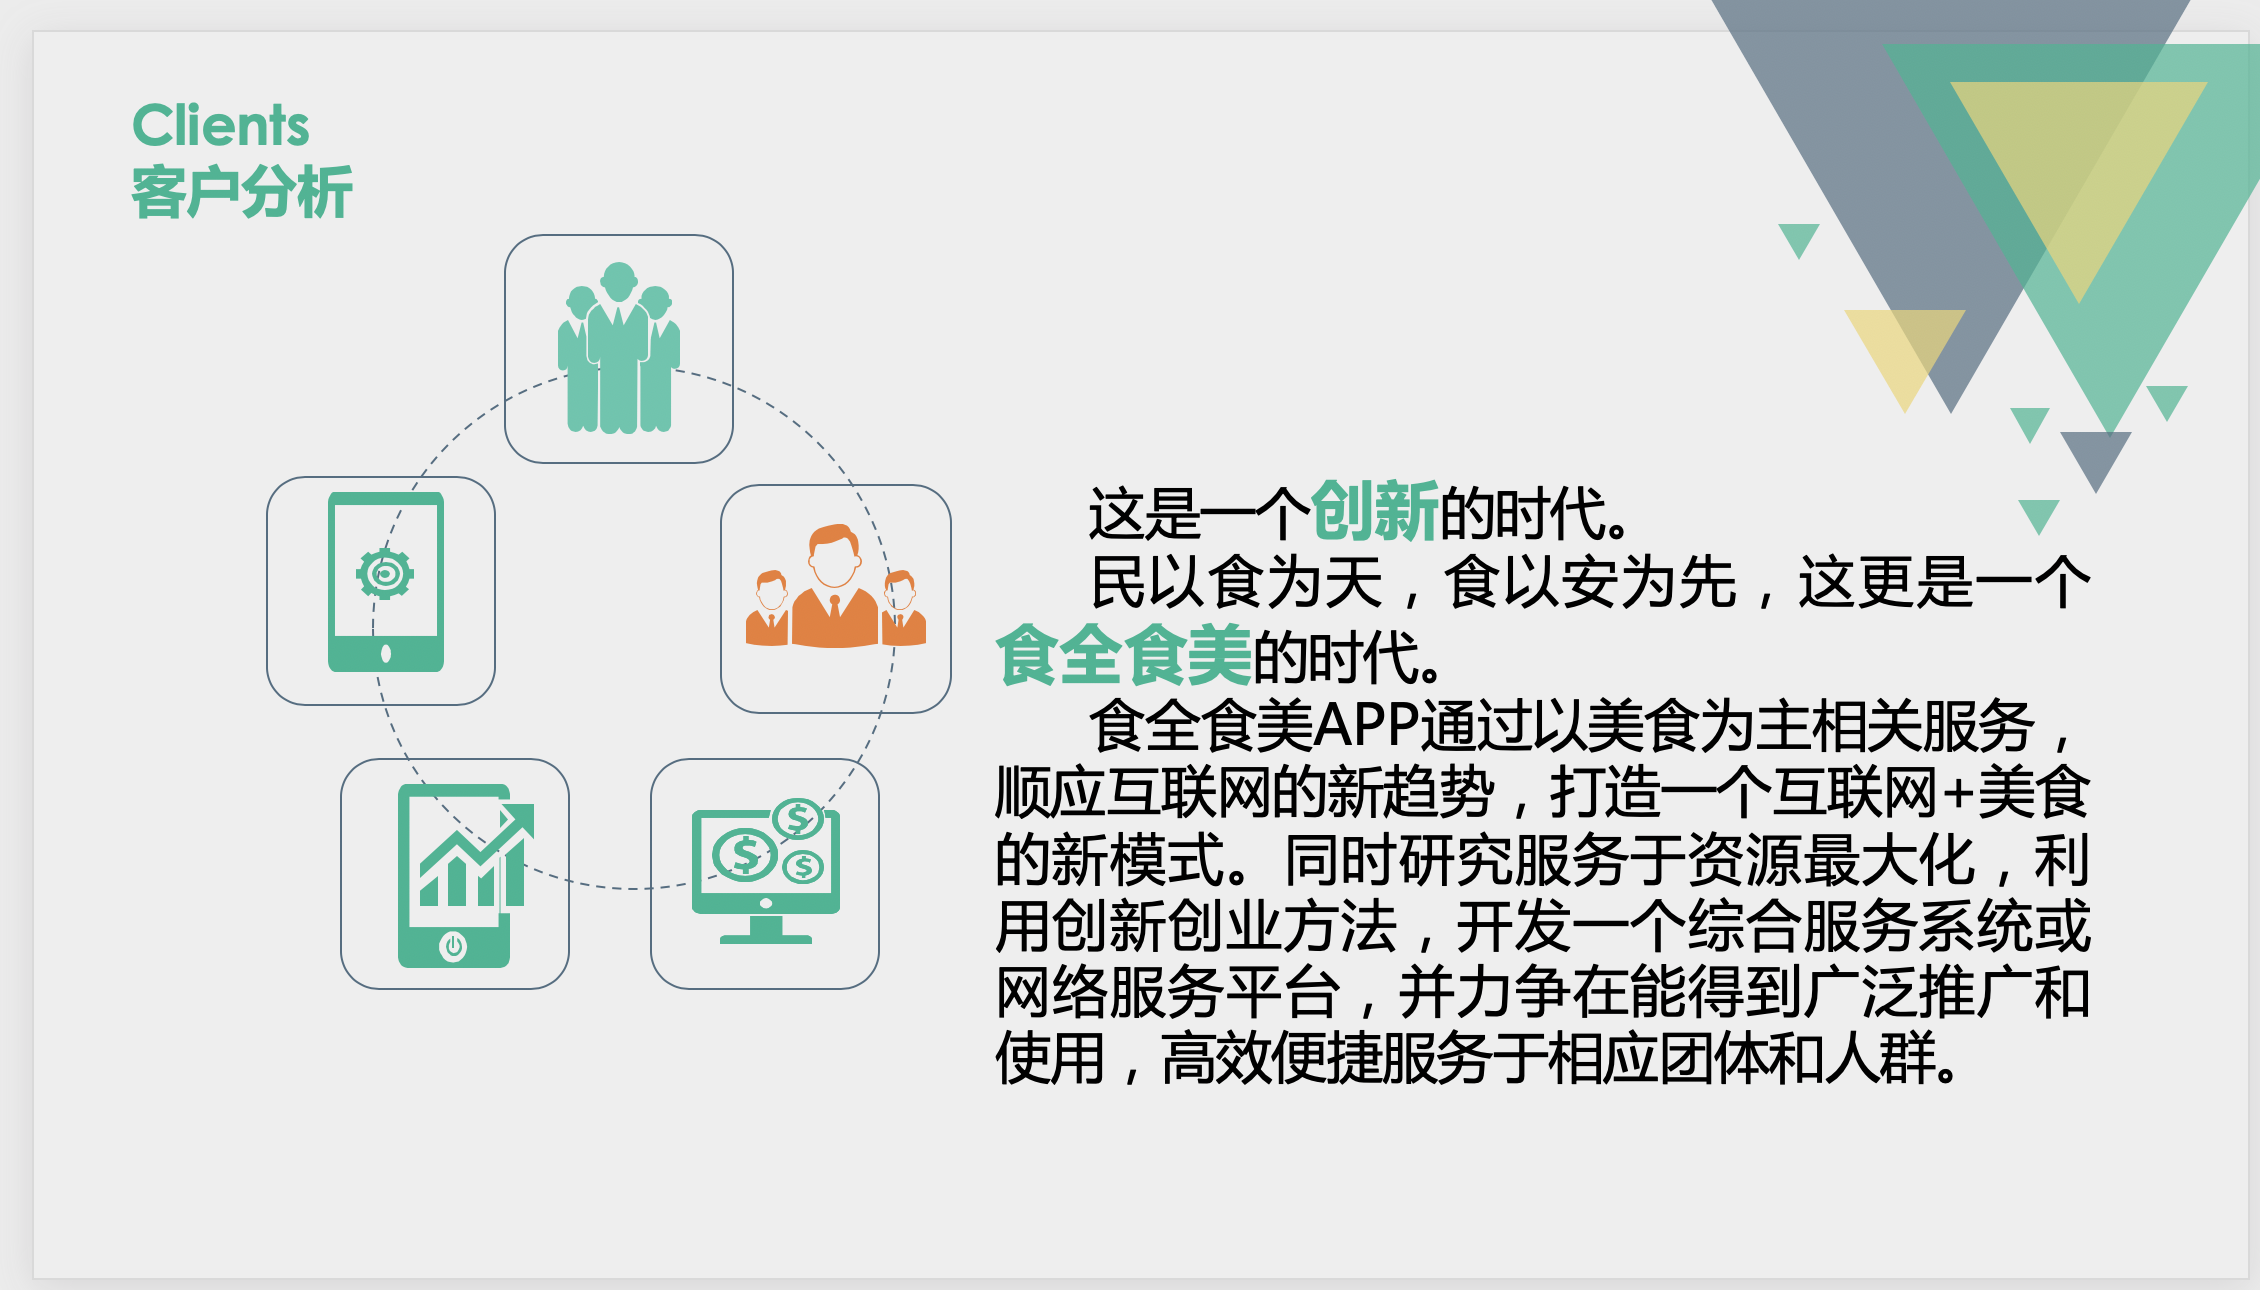 Clients
客户分析
这是一个创新的时代。
民以食为天，食以安为先，这更是一个
食全食美的时代。
食全食美APP通过以美食为主相关服务，
顺应互联网的新趋势，打造一个互联网+美食
的新模式。同时研究服务于资源最大化，利
用创新创业方法，开发一个综合服务系统或
网络服务平台，并力争在能得到广泛推广和
使用，高效便捷服务于相应团体和人群。